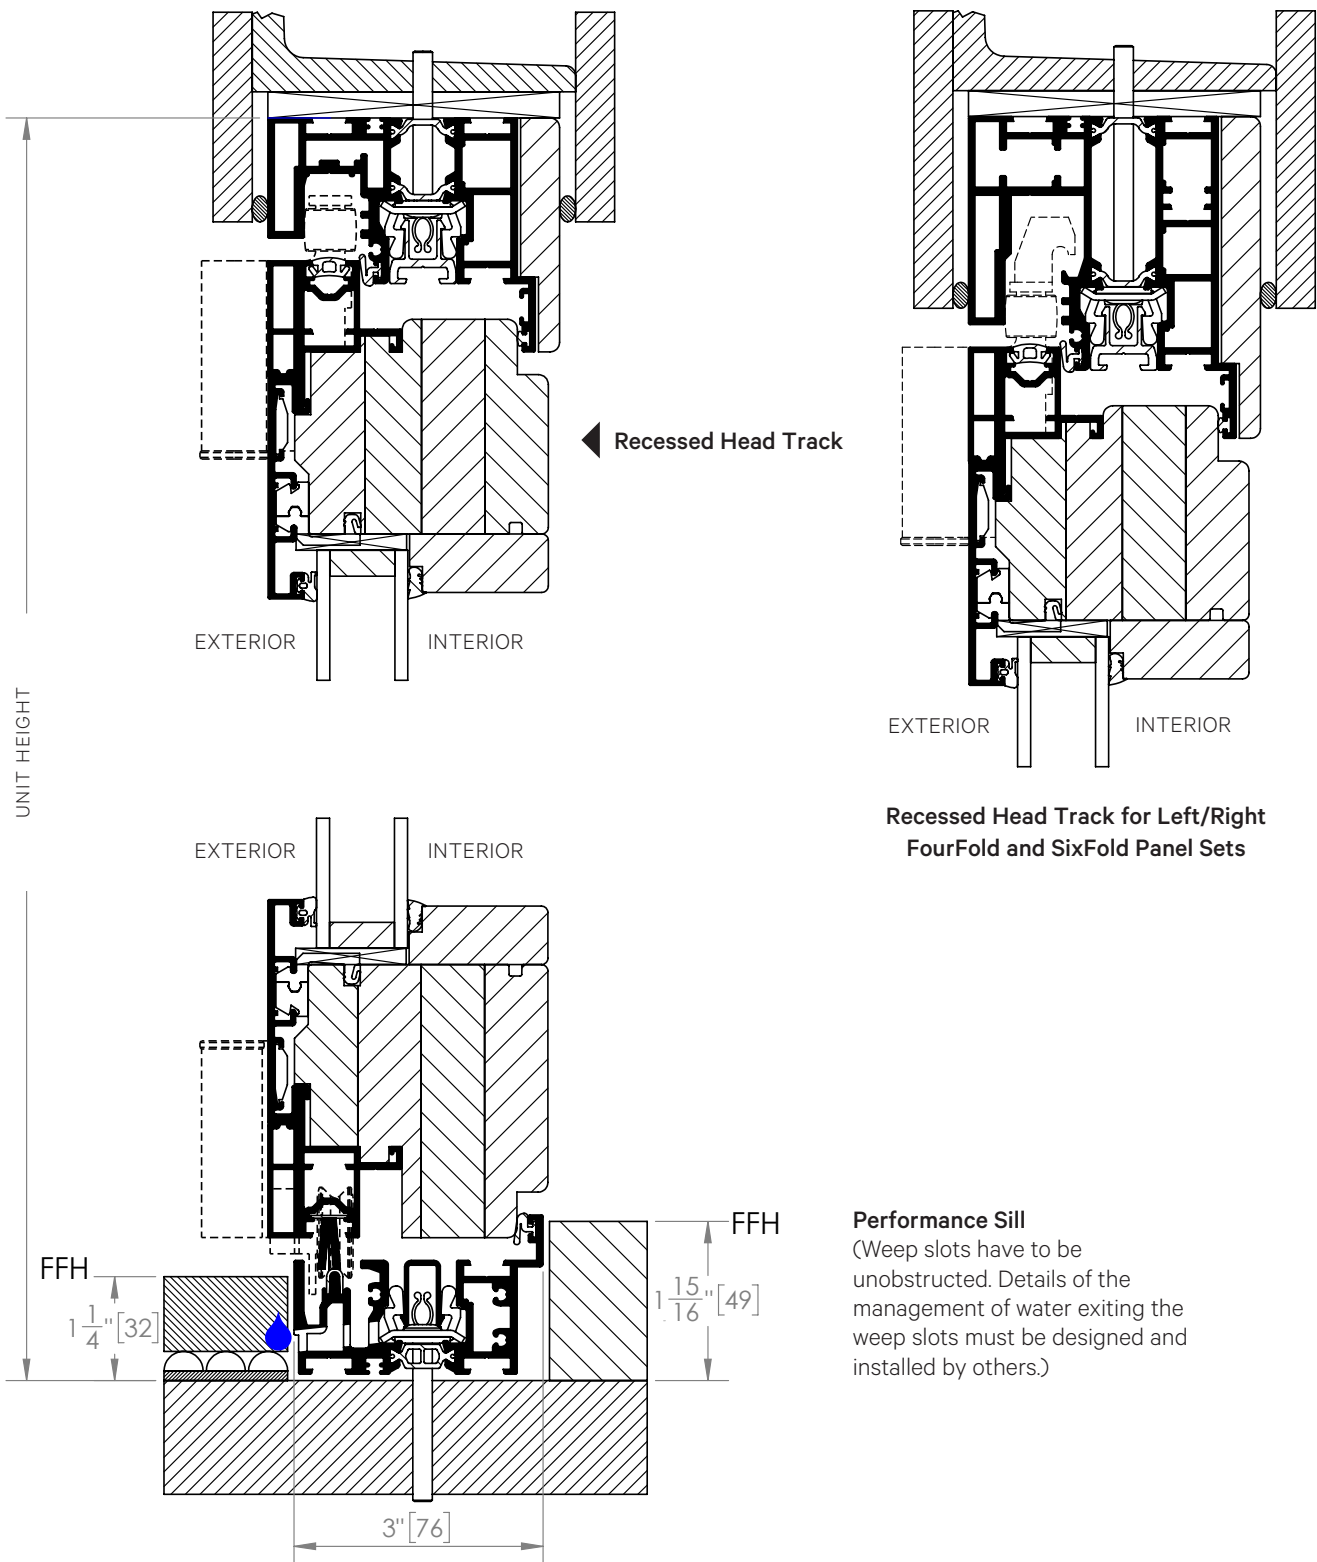 Recessed Head Track
EXTERIOR
INTERIOR
UNIT HEIGHT
EXTERIOR
INTERIOR
Recessed Head Track for Left/Right
FourFold and SixFold Panel Sets
EXTERIOR
INTERIOR
FFH
1 1/4" [32]
FFH
1 15/16" [49]
Performance Sill
(Weep slots have to be
unobstructed. Details of the
management of water exiting the
weep slots must be designed and
installed by others.)
3" [76]